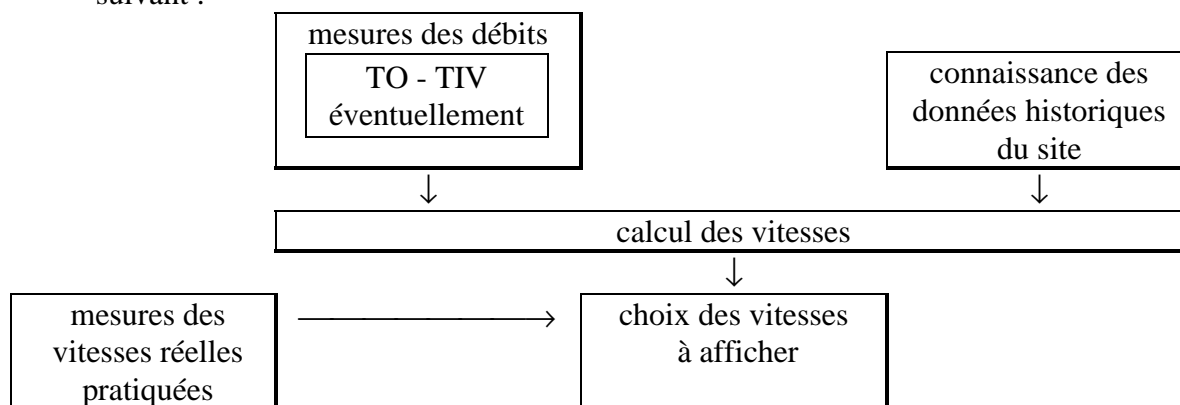 suivant :
mesures des débits
TO - TIV
éventuellement
connaissance des
données historiques
du site
↓
↓
calcul des vitesses
↓
mesures des
vitesses réelles
pratiquées
→
choix des vitesses
à afficher